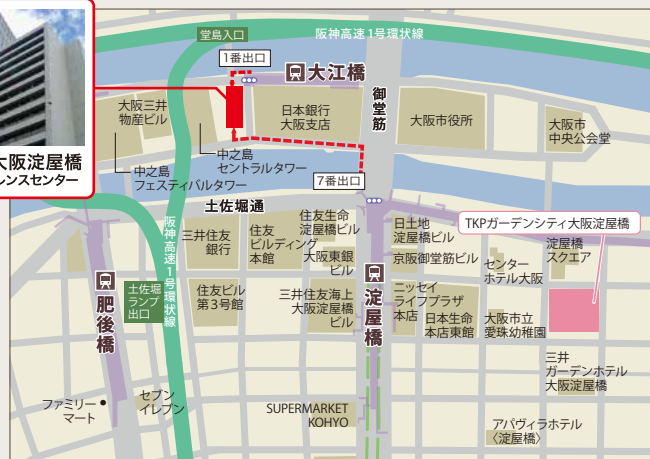 堂島入口
阪神高速1号環状線
1番出口
大江橋
御堂筋
大阪三井
物産ビル
日本銀行
大阪支店
大阪市役所
大阪市
中央公会堂
大阪淀屋橋
レンスセンター
中之島
セントラルタワー
中之島
フェスティバルタワー
7番出口
土佐堀通
住友生命
淀屋橋ビル
日土地
淀屋橋ビル
TKPガーデンシティ大阪淀屋橋
三井住友
銀行
住友
ビルディング
本館
大阪東銀
ビル
京阪御堂筋ビル
淀屋橋
スクエア
センター
ホテル大阪
阪神高速1号環状線
肥後橋
土佐堀
ランプ
出口
住友ビル
第3号館
三井住友海上
大阪淀屋橋
ビル
淀屋橋
ニッセイ
ライフプラザ
本店
日本生命
本店東館
大阪市立
愛珠幼稚園
三井
ガーデンホテル
大阪淀屋橋
ファミリー
マート
セブン
イレブン
SUPERMARKET
KOHYO
アパヴィラホテル
〈淀屋橋〉